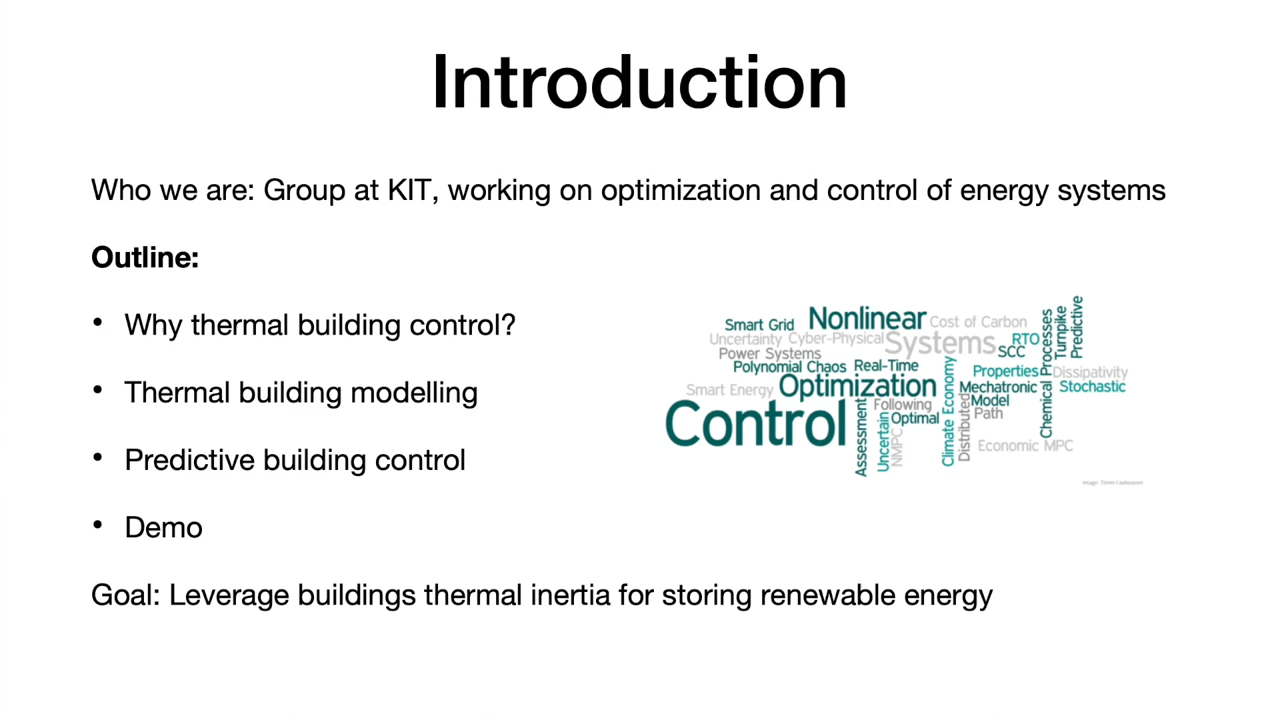 Introduction
Who we are: Group at KIT, working on optimization and control of energy systems
Outline:
• Why thermal building control?
• Thermal building modelling
• Predictive building control
• Demo
Goal: Leverage buildings thermal inertia for storing renewable energy
Smart Grid
Nonlinear
Cost of Carbon
Uncertainty
Cyber-Physical
Systems
RTO
SCC
Power Systems
Polynomial Chaos
Real-Time
Smart Energy
Optimization
Control
Following
Optimal
Assessment
Uncertain
NMPC
Climate Economy
Distributed
Properties
Mechatronic
Model
Path
Economic MPC
Chemical Processes
Turnpike
Predictive
Dissipativity
Stochastic
Image: